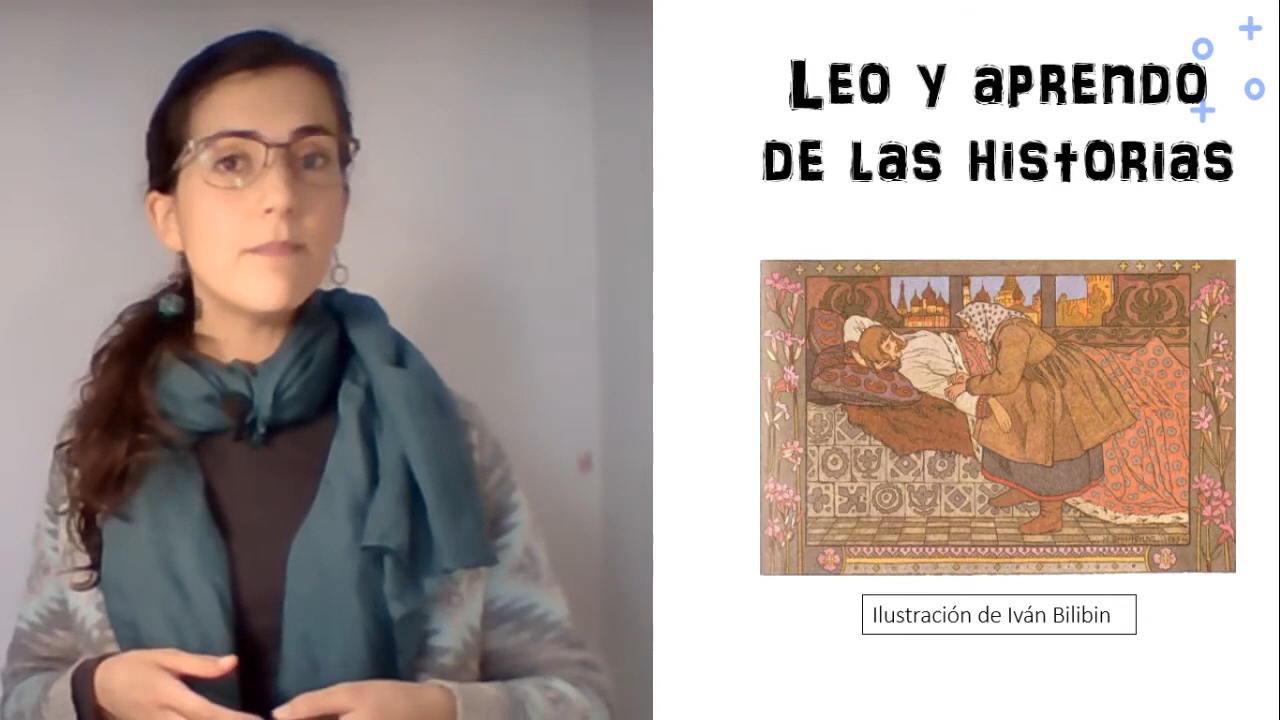 Leo y aprendo
de las historias
Ilustración de Iván Bilibin